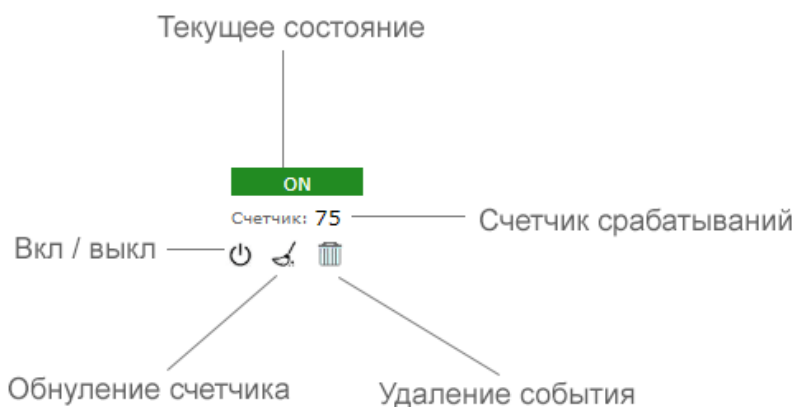 Текущее состояние
ON
Счетчик: 75
Счетчик срабатываний
Вкл / выкл
Обнуление счетчика
Удаление события